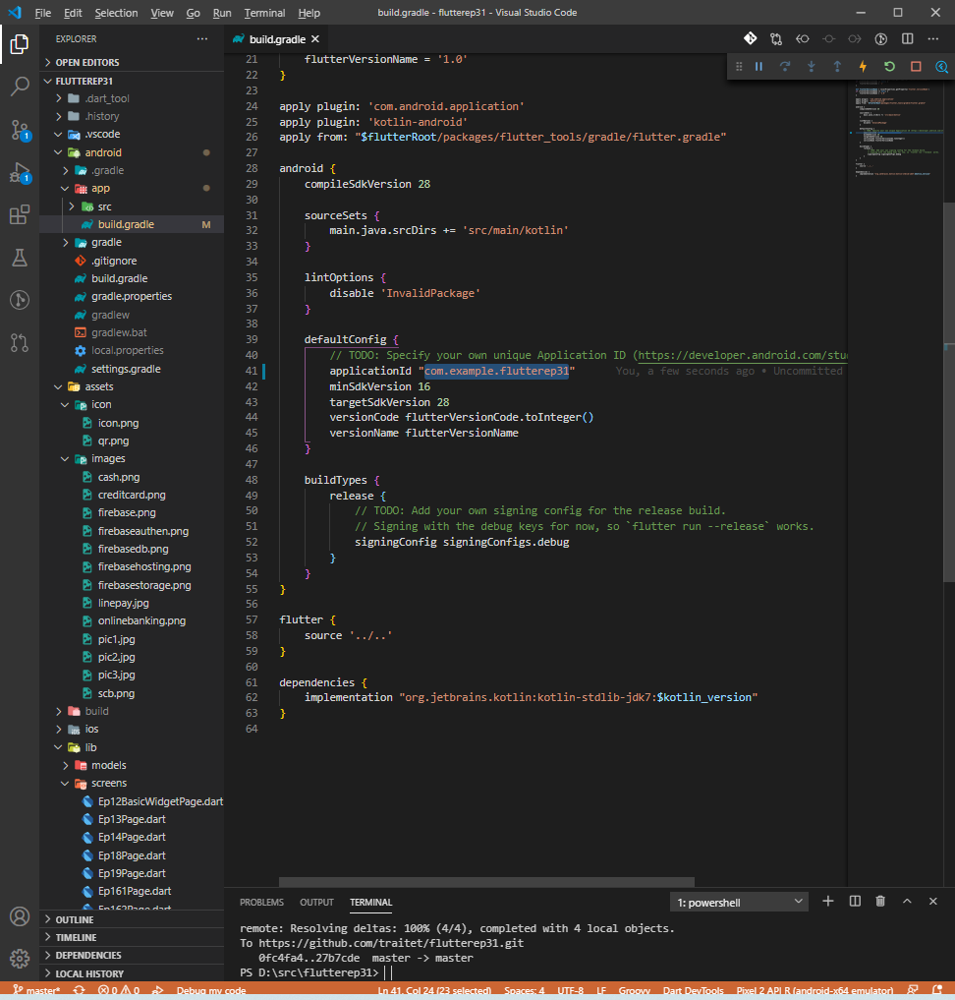 File Edit Selection View Go Run Terminal Help build.gradle - flutterep31 - Visual Studio Code
EXPLORER
OPEN EDITORS
FLUTTEREP31
.dart_tool
.history
.vscode
android
.gradle
app
src
build.gradle M
gradle
.gitignore
build.gradle
gradle.properties
gradlew
gradlew.bat
local.properties
settings.gradle
assets
icon
icon.png
qr.png
images
cash.png
creditcard.png
firebase.png
firebaseauthen.png
firebasedb.png
firebasehosting.png
firebasestorage.png
linepay.jpg
onlinebanking.png
pic1.jpg
pic2.jpg
pic3.jpg
scb.png
build
ios
lib
models
screens
Ep12BasicWidgetPage.dart
Ep13Page.dart
Ep14Page.dart
Ep18Page.dart
Ep19Page.dart
Ep161Page.dart
Ep162Page.dart
OUTLINE
TIMELINE
DEPENDENCIES
LOCAL HISTORY
1
1
build.gradle
21 flutterVersionName = '1.0'
22 }
23
24 apply plugin: 'com.android.application'
25 apply plugin: 'kotlin-android'
26 apply from: "$flutterRoot/packages/flutter_tools/gradle/flutter.gradle"
27
28 android {
29 compileSdkVersion 28
30
31 sourceSets {
32 main.java.srcDirs += 'src/main/kotlin'
33 }
34
35 lintOptions {
36 disable 'InvalidPackage'
37 }
38
39 defaultConfig {
40 // TODO: Specify your own unique Application ID (https://developer.android.com/stu
41 applicationId "com.example.flutterep31" You, a few seconds ago • Uncommitted
42 minSdkVersion 16
43 targetSdkVersion 28
44 versionCode flutterVersionCode.toInteger()
45 versionName flutterVersionName
46 }
47
48 buildTypes {
49 release {
50 // TODO: Add your own signing config for the release build.
51 // Signing with the debug keys for now, so `flutter run --release` works.
52 signingConfig signingConfigs.debug
53 }
54 }
55 }
56
57 flutter {
58 source '../..'
59 }
60
61 dependencies {
62 implementation "org.jetbrains.kotlin:kotlin-stdlib-jdk7:$kotlin_version"
63 }
64
PROBLEMS OUTPUT TERMINAL 1: powershell
remote: Resolving deltas: 100% (4/4), completed with 4 local objects.
To https://github.com/traitet/flutterep31.git
0fc4fa4..27b7cde master -> master
PS D:\src\flutterep31>
master* 0 0 Debug my code Ln 41, Col 24 (23 selected) Spaces: 4 UTF-8 LF Groovy Dart DevTools Pixel 2 API R (android-x64 emulator)